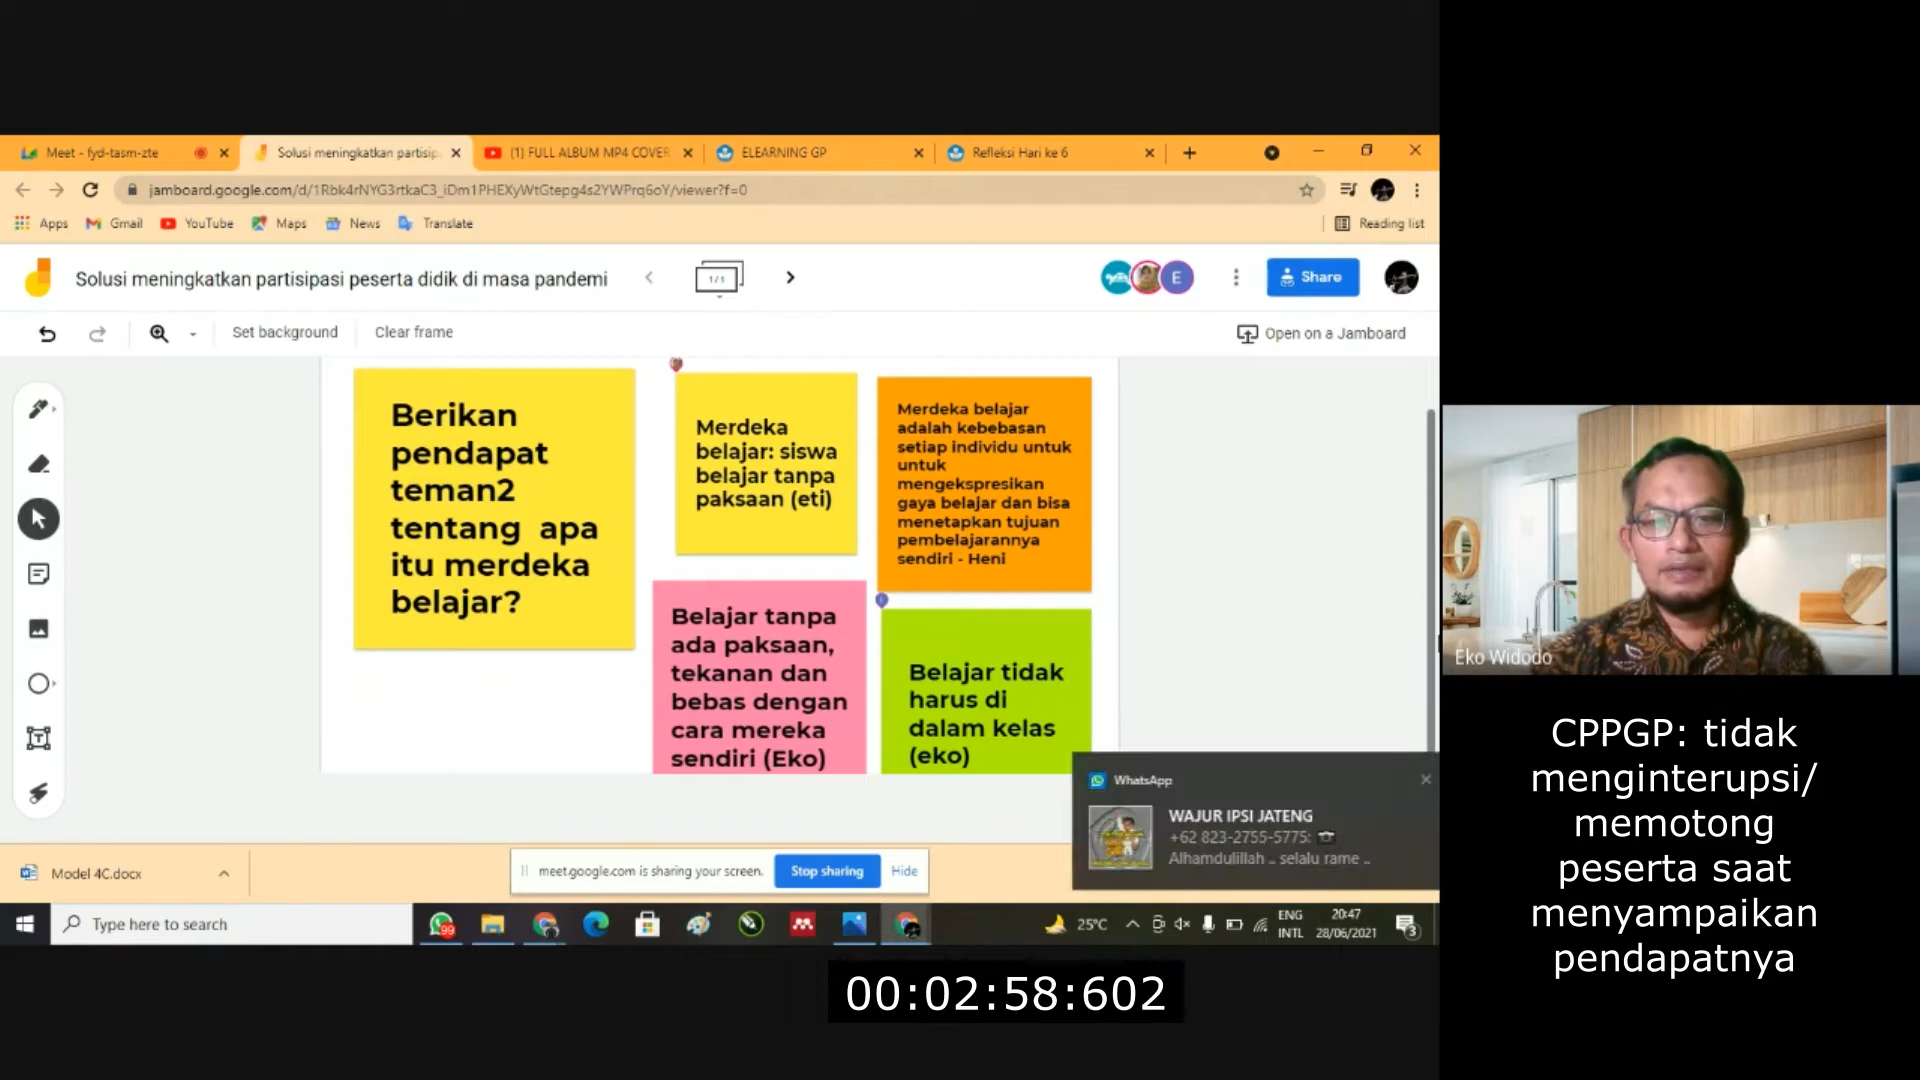 Meet - fyd-tasm-zte
Solusi meningkatkan partisip
(1) FULL ALBUM MP4 COVER
ELEARNING GP
Refleksi Hari ke 6
jamboard.google.com/d/1Rbk4rNYG3rtkaC3_iDm1PHEXyWtGtepg4s2YWPrq6oY/viewer?f=0
Apps
Gmail
YouTube
Maps
News
Translate
Reading list
Solusi meningkatkan partisipasi peserta didik di masa pandemi
1/1
E
Share
Set background
Clear frame
Open on a Jamboard
Berikan
pendapat
teman2
tentang apa
itu merdeka
belajar?
Merdeka
belajar: siswa
belajar tanpa
paksaan (eti)
Merdeka belajar
adalah kebebasan
setiap individu untuk
untuk
mengekspresikan
gaya belajar dan bisa
menetapkan tujuan
pembelajarannya
sendiri - Heni
Belajar tanpa
ada paksaan,
tekanan dan
bebas dengan
cara mereka
sendiri (Eko)
Belajar tidak
harus di
dalam kelas
(eko)
WhatsApp
WAJUR IPSI JATENG
+62 823-2755-5775:
Alhamdulillah .. selalu rame ..
Model 4C.docx
meet.google.com is sharing your screen.
Stop sharing
Hide
Type here to search
99
25°C
ENG
INTL
20:47
28/06/2021
3
00:02:58:602
Eko Widodo
CPPGP: tidak
menginterupsi/
memotong
peserta saat
menyampaikan
pendapatnya